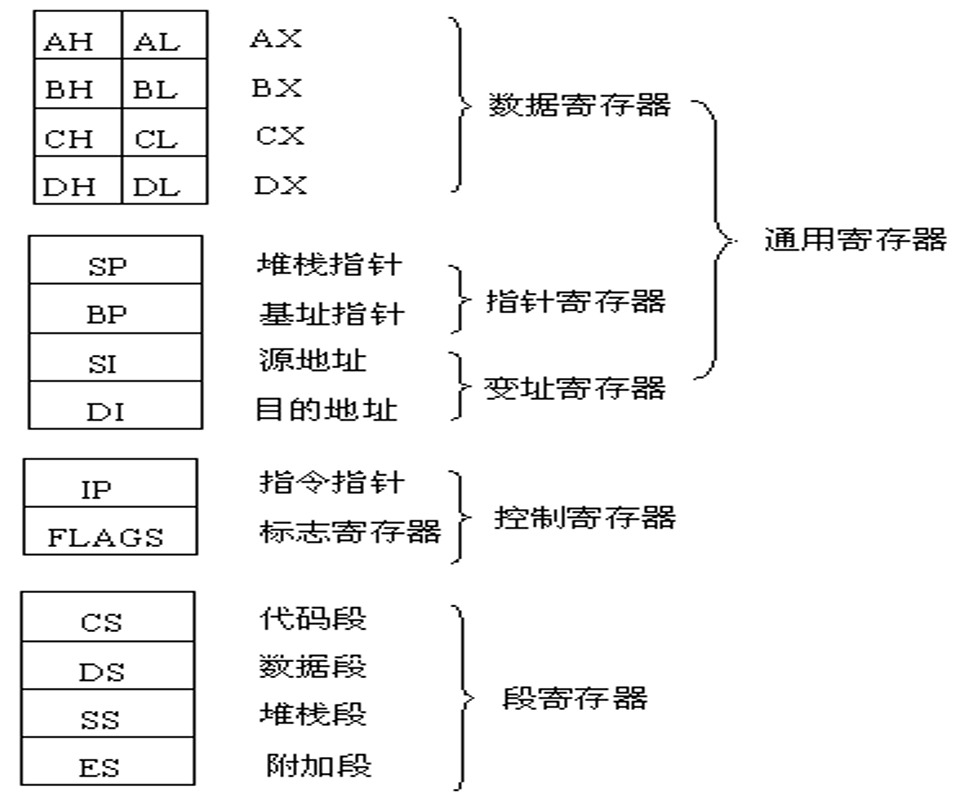 AH AL AX
BH BL BX
CH CL CX
DH DL DX
数据寄存器
SP 堆栈指针
BP 基址指针
指针寄存器
SI 源地址
DI 目的地址
变址寄存器
通用寄存器
IP 指令指针
FLAGS 标志寄存器
控制寄存器
CS 代码段
DS 数据段
SS 堆栈段
ES 附加段
段寄存器